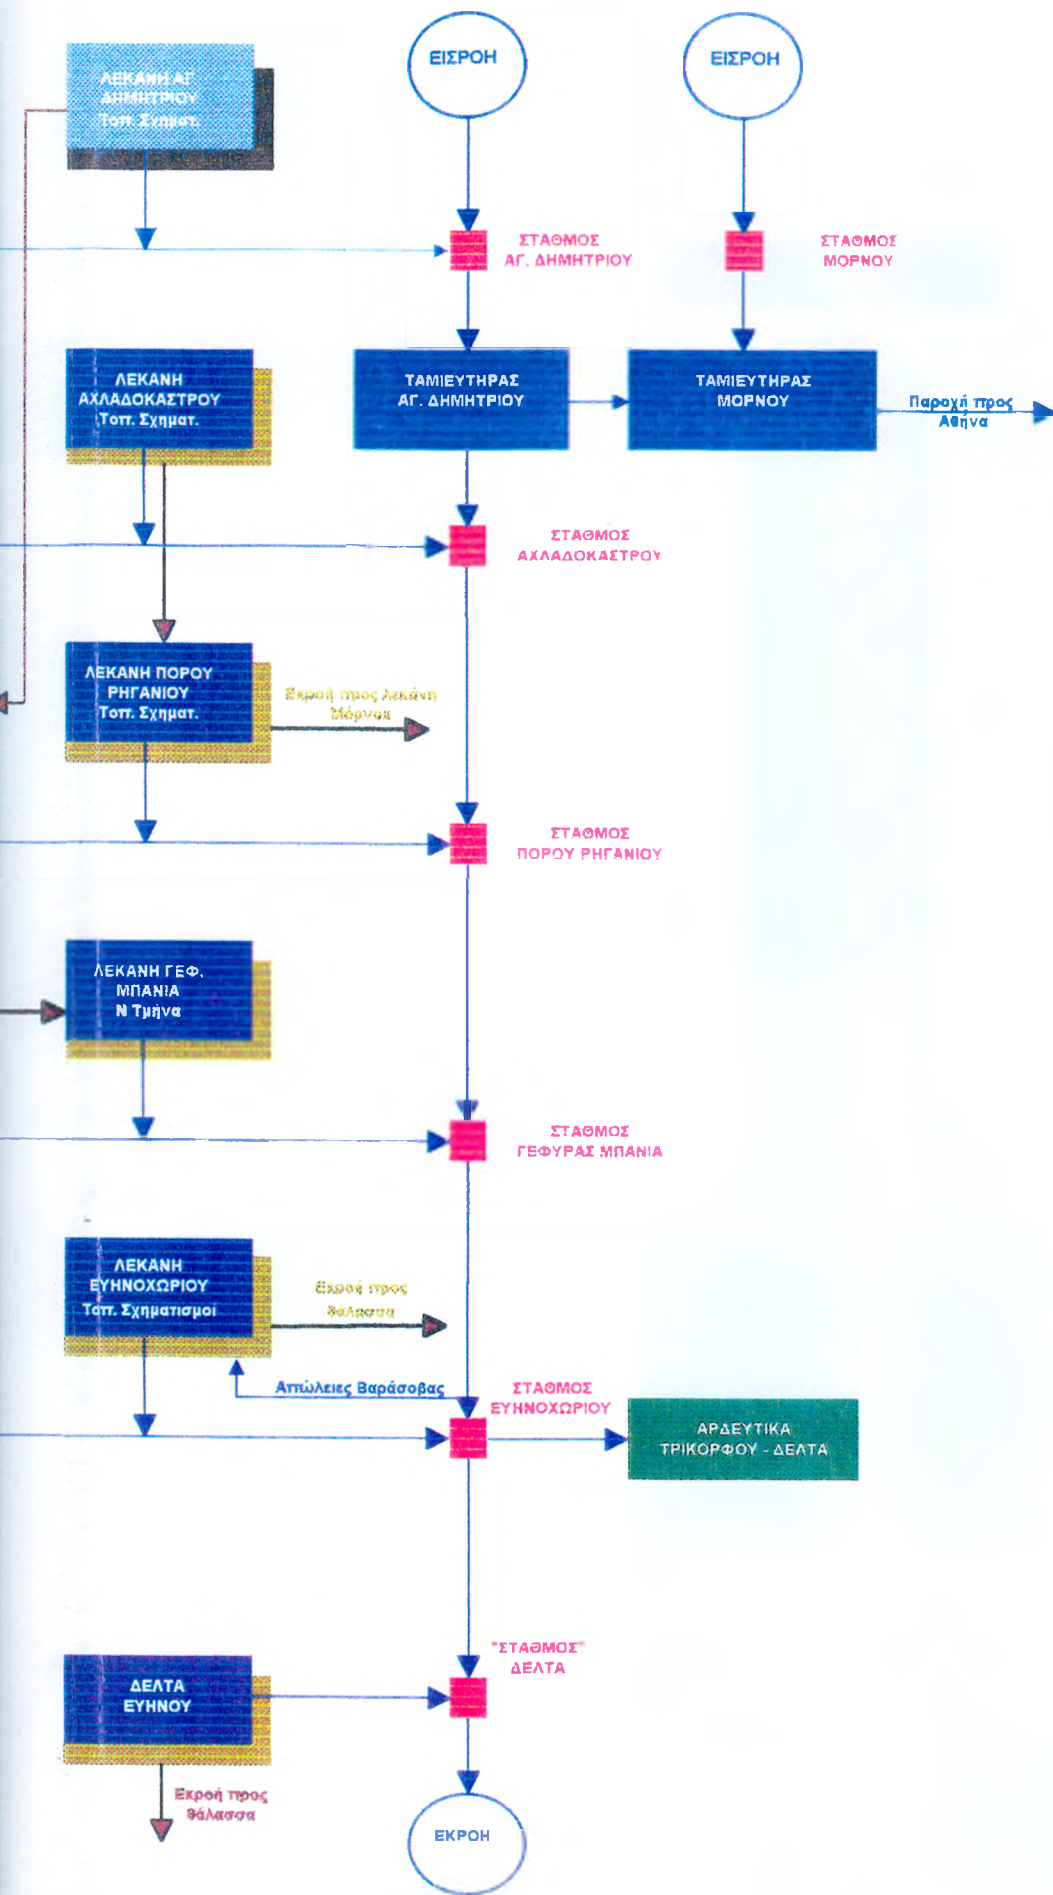 ΕΙΣΡΟΗ
ΕΙΣΡΟΗ
ΛΕΚΑΝΗ ΑΓ.
ΔΗΜΗΤΡΙΟΥ
Τοπ. Σχηματ.
ΣΤΑΘΜΟΣ
ΑΓ. ΔΗΜΗΤΡΙΟΥ
ΣΤΑΘΜΟΣ
ΜΟΡΝΟΥ
ΛΕΚΑΝΗ
ΑΧΛΑΔΟΚΑΣΤΡΟΥ
Τοπ. Σχηματ.
ΤΑΜΙΕΥΤΗΡΑΣ
ΑΓ. ΔΗΜΗΤΡΙΟΥ
ΤΑΜΙΕΥΤΗΡΑΣ
ΜΟΡΝΟΥ
Παροχή προς
Αθήνα
ΣΤΑΘΜΟΣ
ΑΧΛΑΔΟΚΑΣΤΡΟΥ
ΛΕΚΑΝΗ ΠΟΡΟΥ
ΡΗΓΑΝΙΟΥ
Τοπ. Σχηματ.
Εκροή προς Λεκάνη
Μόρνου
ΣΤΑΘΜΟΣ
ΠΟΡΟΥ ΡΗΓΑΝΙΟΥ
ΛΕΚΑΝΗ ΓΕΦ.
ΜΠΑΝΙΑ
Ν Τμήνα
ΣΤΑΘΜΟΣ
ΓΕΦΥΡΑΣ ΜΠΑΝΙΑ
ΛΕΚΑΝΗ
ΕΥΗΝΟΧΩΡΙΟΥ
Τοπ. Σχηματισμοί
Εκροή προς
θάλασσα
Απώλειες Βαράσοβας
ΣΤΑΘΜΟΣ
ΕΥΗΝΟΧΩΡΙΟΥ
ΑΡΔΕΥΤΙΚΑ
ΤΡΙΚΟΡΦΟΥ - ΔΕΛΤΑ
"ΣΤΑΘΜΟΣ"
ΔΕΛΤΑ
ΔΕΛΤΑ
ΕΥΗΝΟΥ
Εκροή προς
θάλασσα
ΕΚΡΟΗ